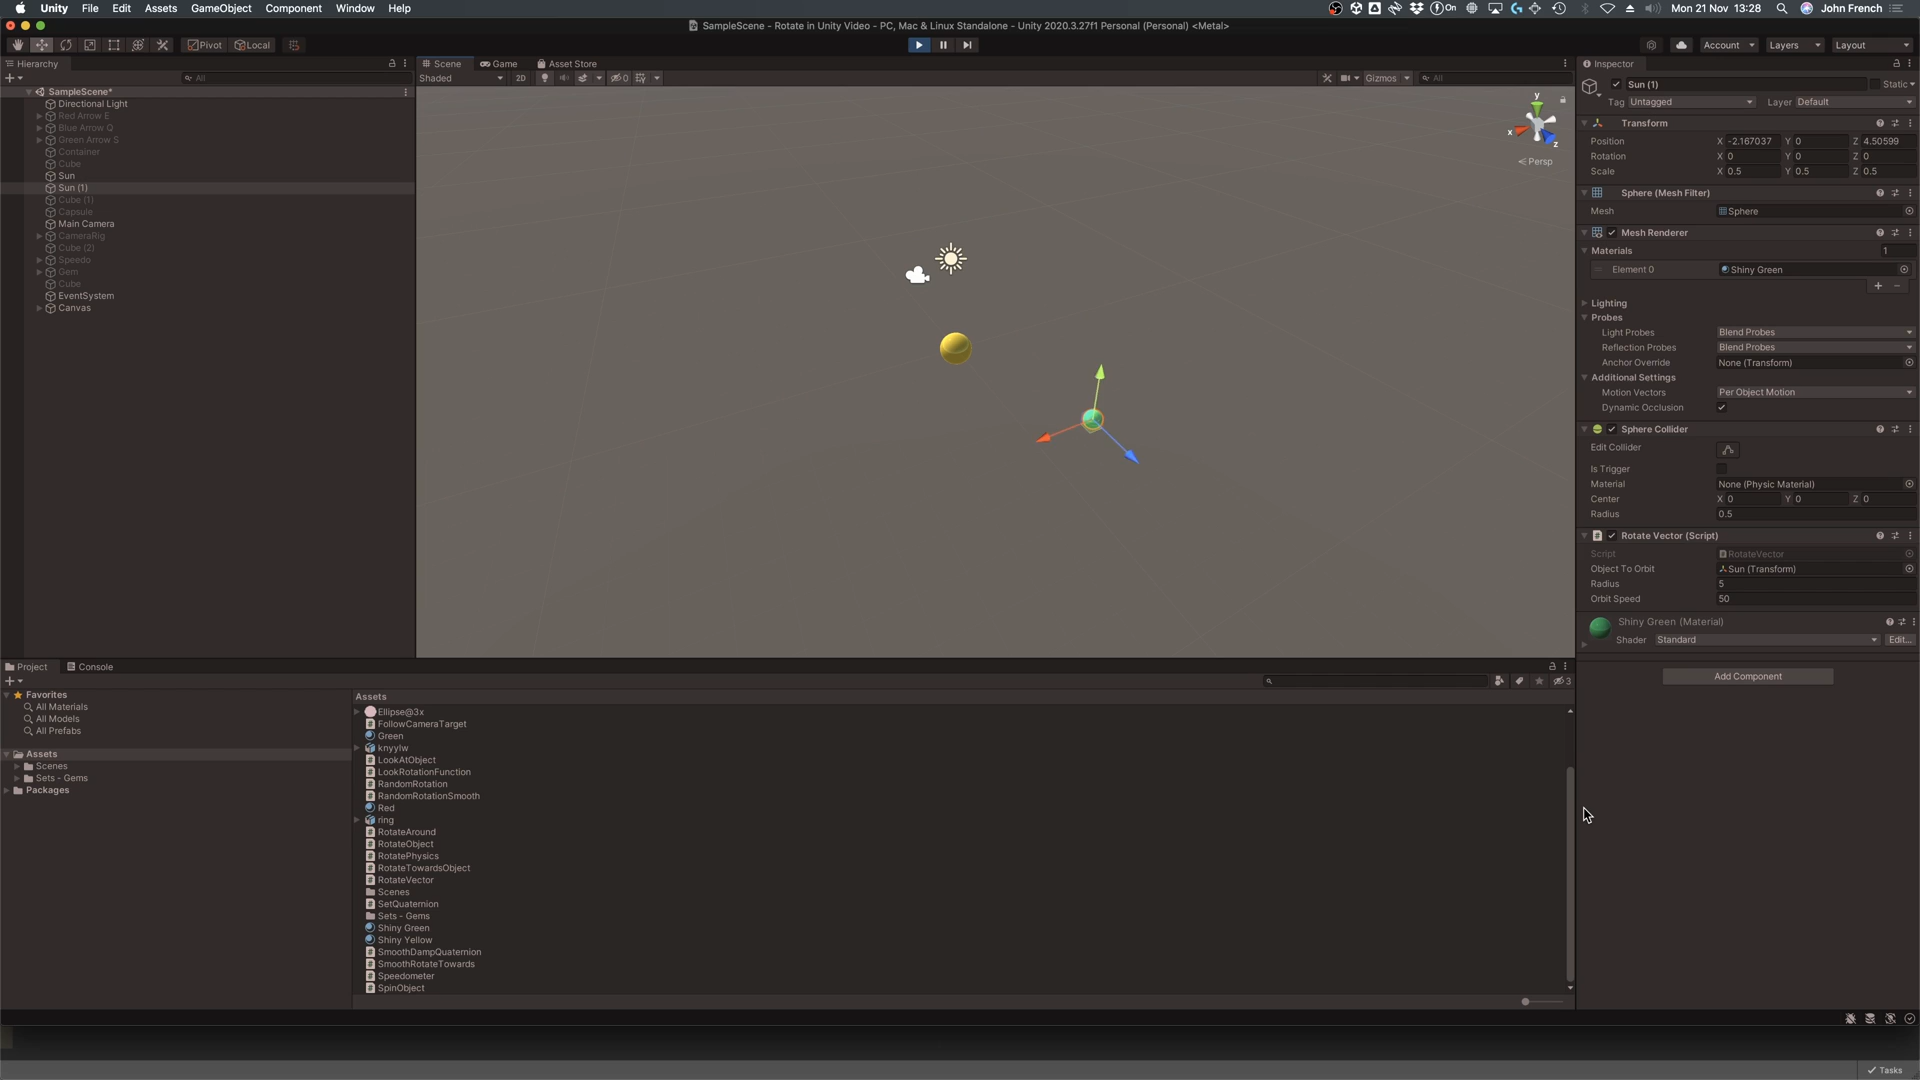 Unity File Edit Assets GameObject Component Window Help On Mon 21 Nov 13:28 John French
SampleScene - Rotate in Unity Video - PC, Mac & Linux Standalone - Unity 2020.3.27f1 Personal (Personal) <Metal>
Pivot Local Account Layers Layout
Hierarchy
All
SampleScene*
Directional Light
Red Arrow E
Blue Arrow Q
Green Arrow S
Container
Cube
Sun
Sun (1)
Cube (1)
Capsule
Main Camera
CameraRig
Cube (2)
Speedo
Gem
Cube
EventSystem
Canvas
Scene Game Asset Store
Shaded 2D 0 Gizmos All
y
x
z
Persp
Inspector
Sun (1) Static
Tag Untagged Layer Default
Transform
Position X -2.167037 Y 0 Z 4.50599
Rotation X 0 Y 0 Z 0
Scale X 0.5 Y 0.5 Z 0.5
Sphere (Mesh Filter)
Mesh Sphere
Mesh Renderer
Materials 1
Element 0 Shiny Green
Lighting
Probes
Light Probes Blend Probes
Reflection Probes Blend Probes
Anchor Override None (Transform)
Additional Settings
Motion Vectors Per Object Motion
Dynamic Occlusion
Sphere Collider
Edit Collider
Is Trigger
Material None (Physic Material)
Center X 0 Y 0 Z 0
Radius 0.5
Rotate Vector (Script)
Script RotateVector
Object To Orbit Sun (Transform)
Radius 5
Orbit Speed 50
Shiny Green (Material)
Shader Standard Edit...
Add Component
Project Console
3
Favorites
All Materials
All Models
All Prefabs
Assets
Scenes
Sets - Gems
Packages
Assets
Ellipse@3x
FollowCameraTarget
Green
knyylw
LookAtObject
LookRotationFunction
RandomRotation
RandomRotationSmooth
Red
ring
RotateAround
RotateObject
RotatePhysics
RotateTowardsObject
RotateVector
Scenes
SetQuaternion
Sets - Gems
Shiny Green
Shiny Yellow
SmoothDampQuaternion
SmoothRotateTowards
Speedometer
SpinObject
Tasks